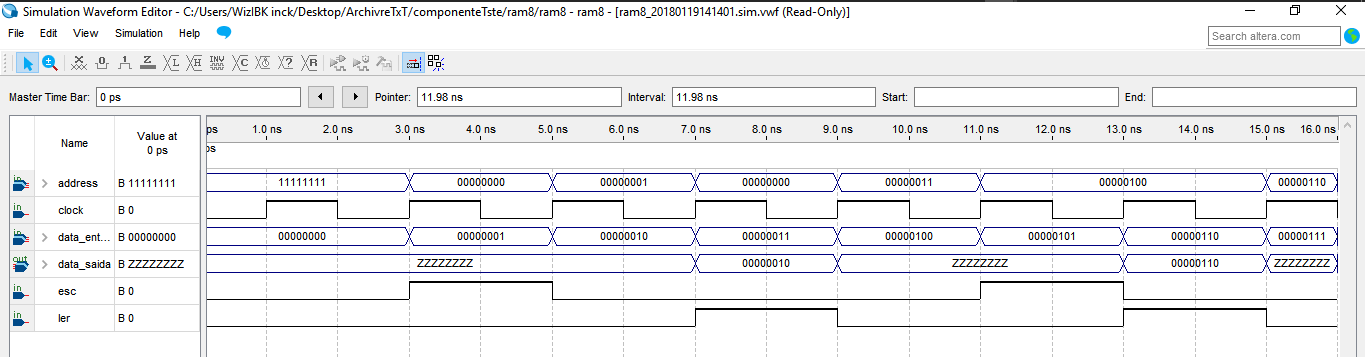 Simulation Waveform Editor - C:/Users/WizIBK inck/Desktop/ArchivreTxT/componenteTste/ram8/ram8 - ram8 - [ram8_20180119141401.sim.vwf (Read-Only)]
File Edit View Simulation Help
Search altera.com
Master Time Bar: 0 ps Pointer: 11.98 ns Interval: 11.98 ns Start: End:
Name Value at 0 ps
ps 1.0 ns 2.0 ns 3.0 ns 4.0 ns 5.0 ns 6.0 ns 7.0 ns 8.0 ns 9.0 ns 10.0 ns 11.0 ns 12.0 ns 13.0 ns 14.0 ns 15.0 ns 16.0 ns
ps
in address B 11111111 11111111 00000000 00000001 00000000 00000011 00000100 00000110
in clock B 0
in data_ent... B 00000000 00000000 00000001 00000010 00000011 00000100 00000101 00000110 00000111
out data_saida B ZZZZZZZZ ZZZZZZZZ 00000010 ZZZZZZZZ 00000110 ZZZZZZZZ
in esc B 0
in ler B 0